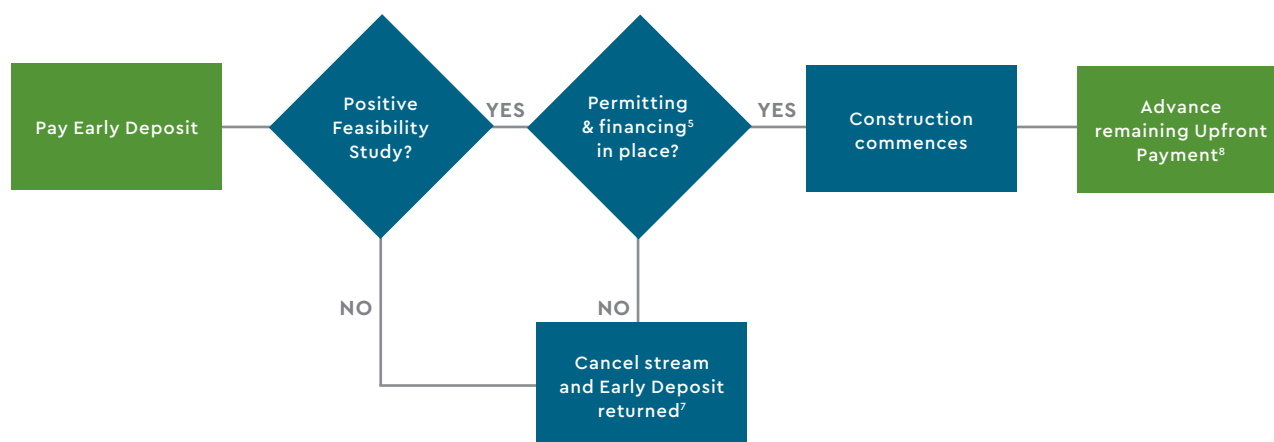 Pay Early Deposit
Positive
Feasibility
Study?
YES
Permitting
& financing⁵
in place?
YES
Construction
commences
Advance
remaining Upfront
Payment⁸
NO
NO
Cancel stream
and Early Deposit
returned⁷